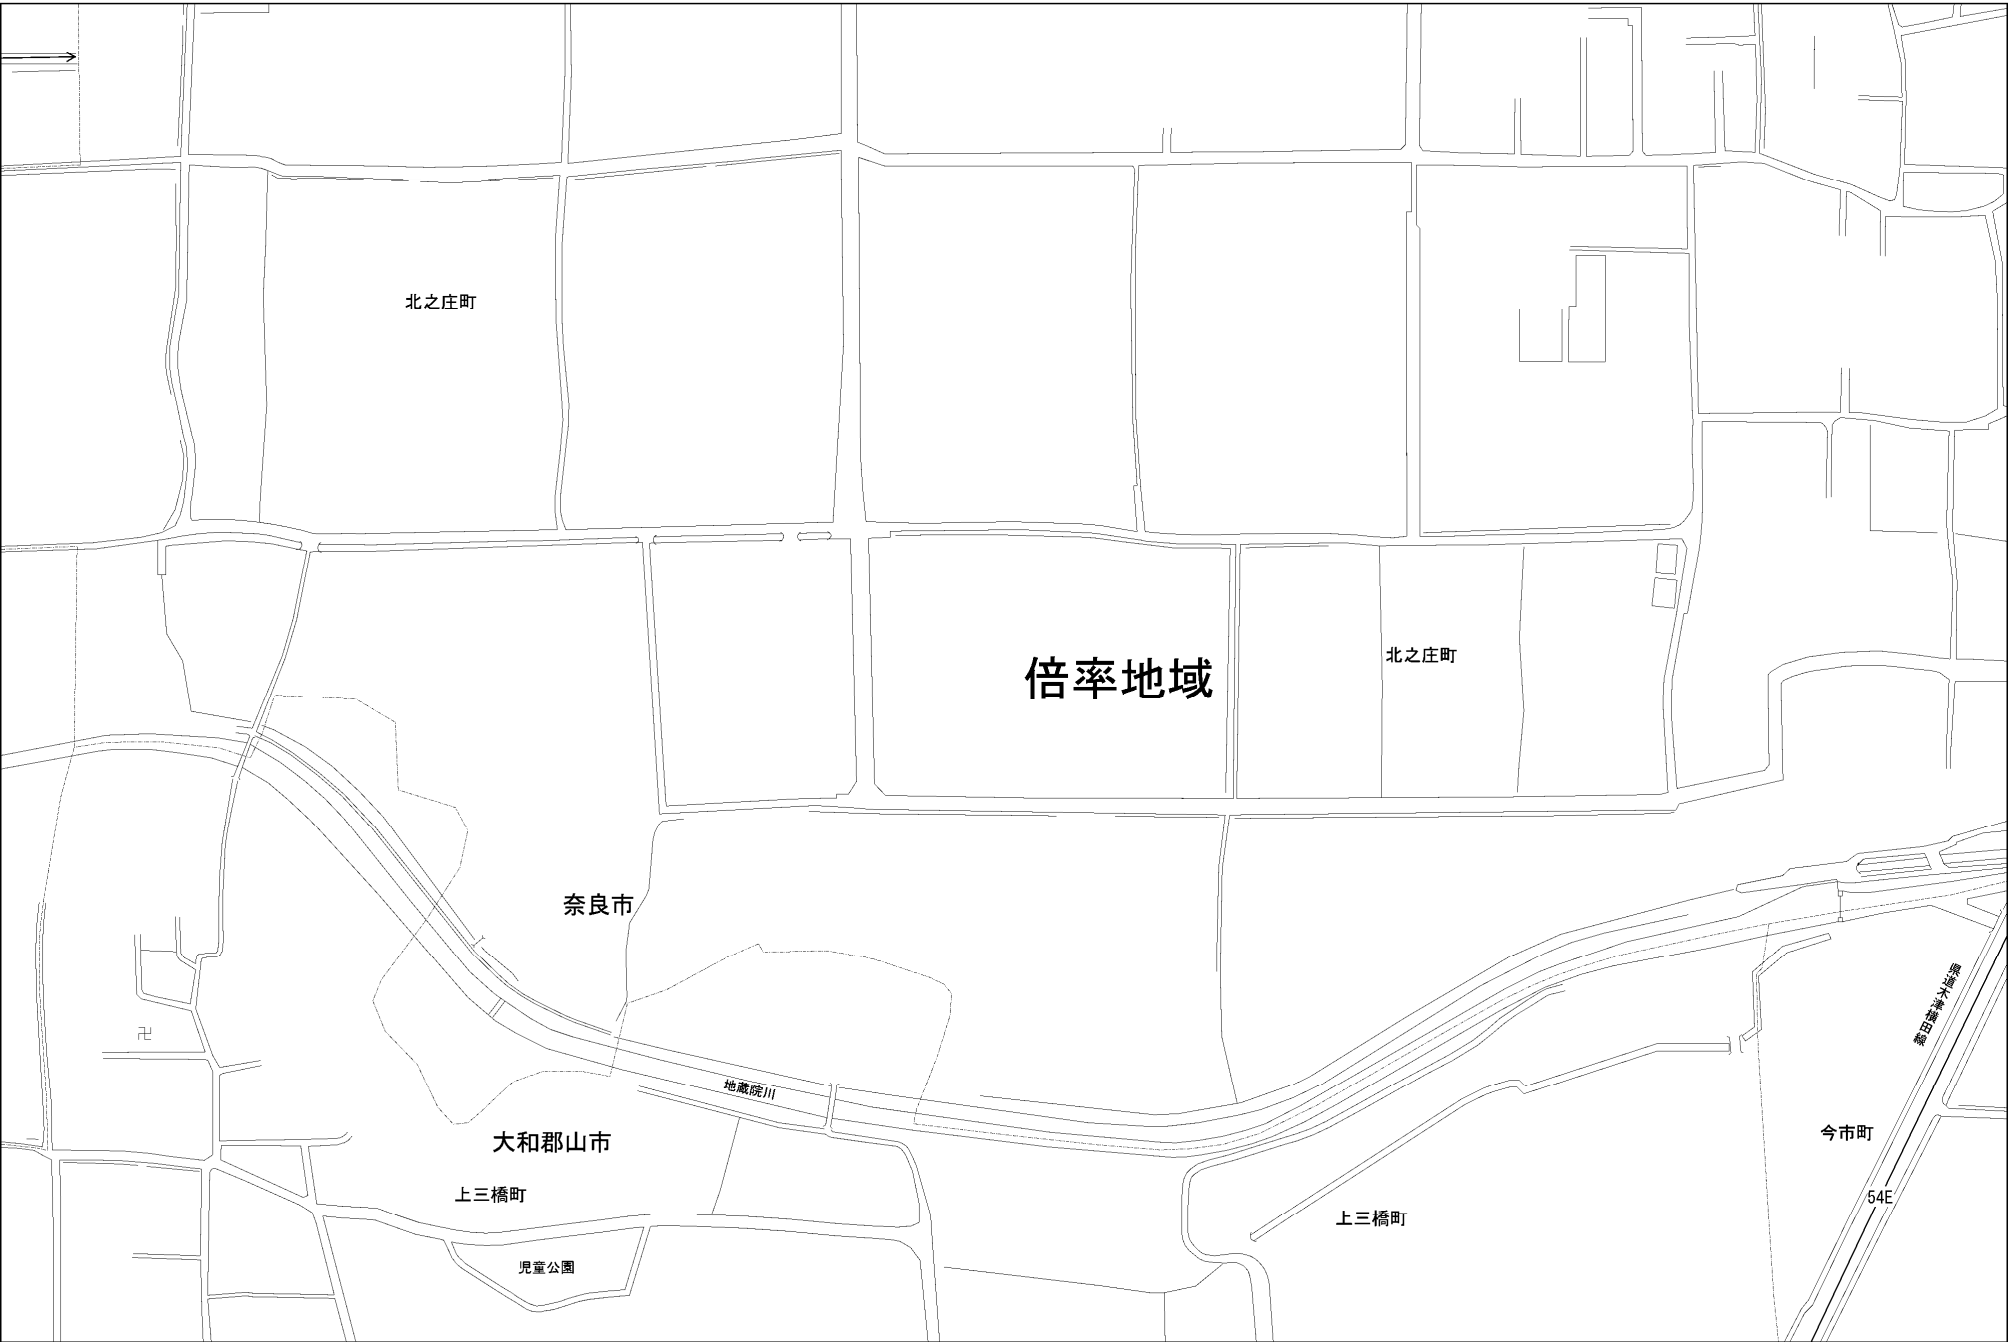 北之庄町
倍率地域
北之庄町
奈良市
県道木津横田線
地蔵院川
大和郡山市
今市町
上三橋町
54E
上三橋町
児童公園
卍